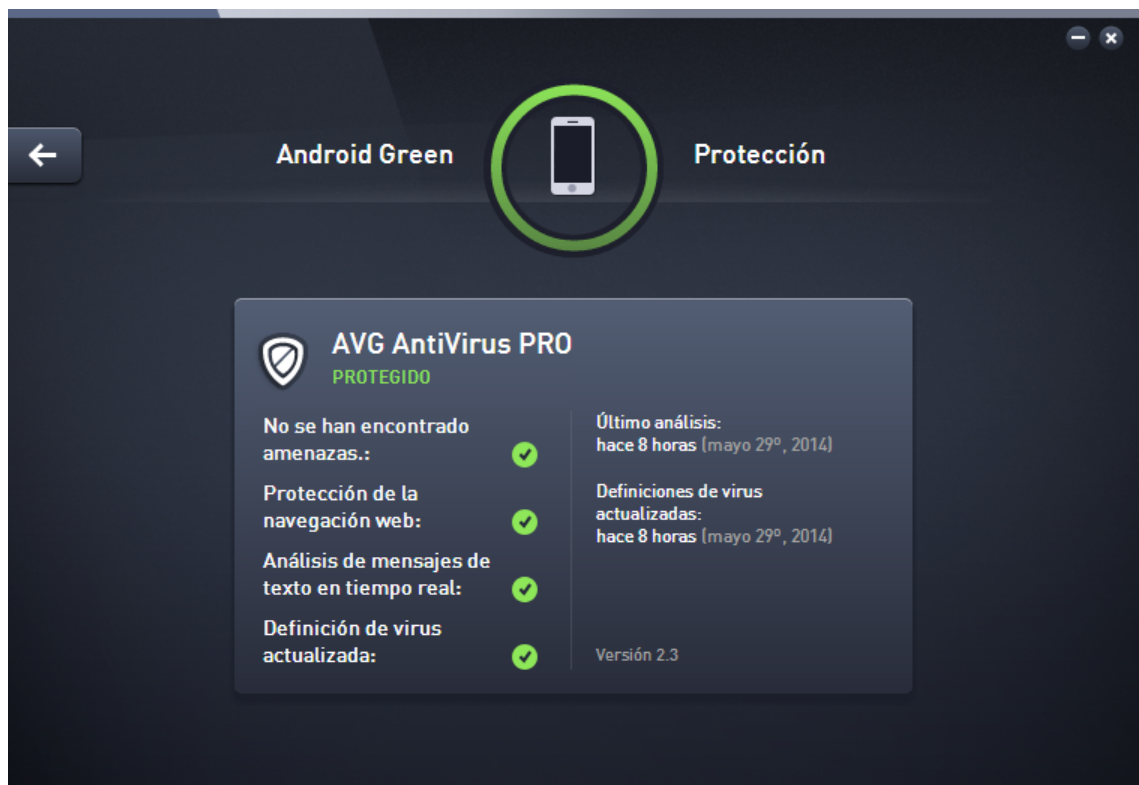 Android Green
Protección
AVG AntiVirus PRO
PROTEGIDO
No se han encontrado
amenazas.:
Protección de la
navegación web:
Análisis de mensajes de
texto en tiempo real:
Definición de virus
actualizada:
Último análisis:
hace 8 horas (mayo 29º, 2014)
Definiciones de virus
actualizadas:
hace 8 horas (mayo 29º, 2014)
Versión 2.3